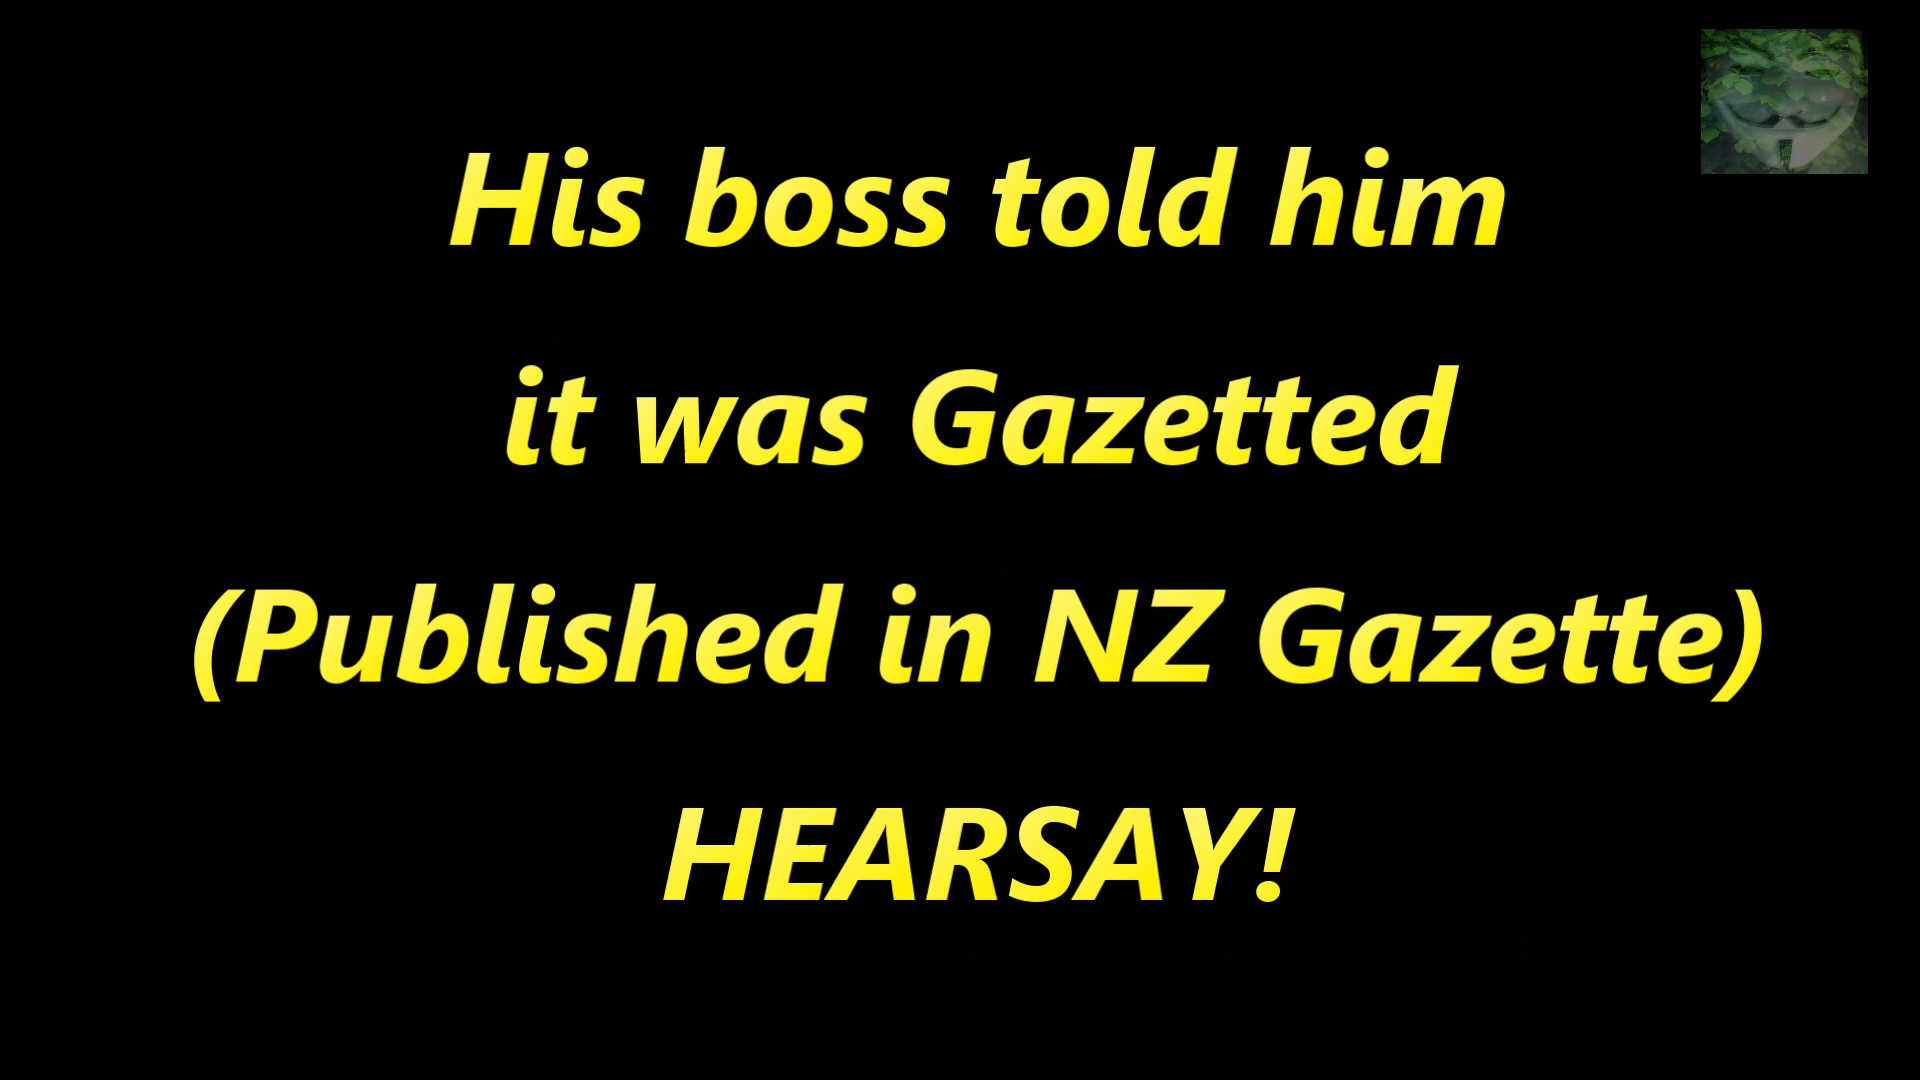 His boss told him
it was Gazetted
(Published in NZ Gazette)
HEARSAY!